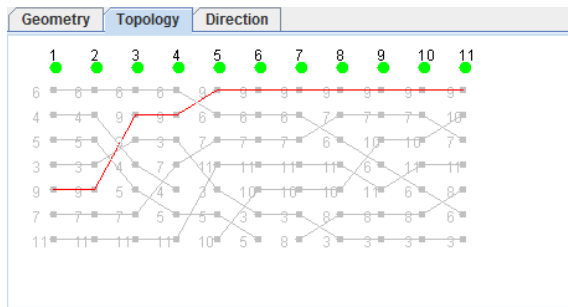 Geometry Topology Direction
1 2 3 4 5 6 7 8 9 10 11
6 6 6 6 9 9 9 9 9 9 9
4 4 9 9 6 6 6 7 7 7 10
5 5 3 3 7 7 7 6 10 10 7
3 3 4 7 11 11 11 11 6 11 11
9 9 5 4 3 10 10 10 11 6 8
7 7 7 5 5 3 3 8 8 8 6
11 11 11 11 10 5 8 3 3 3 3